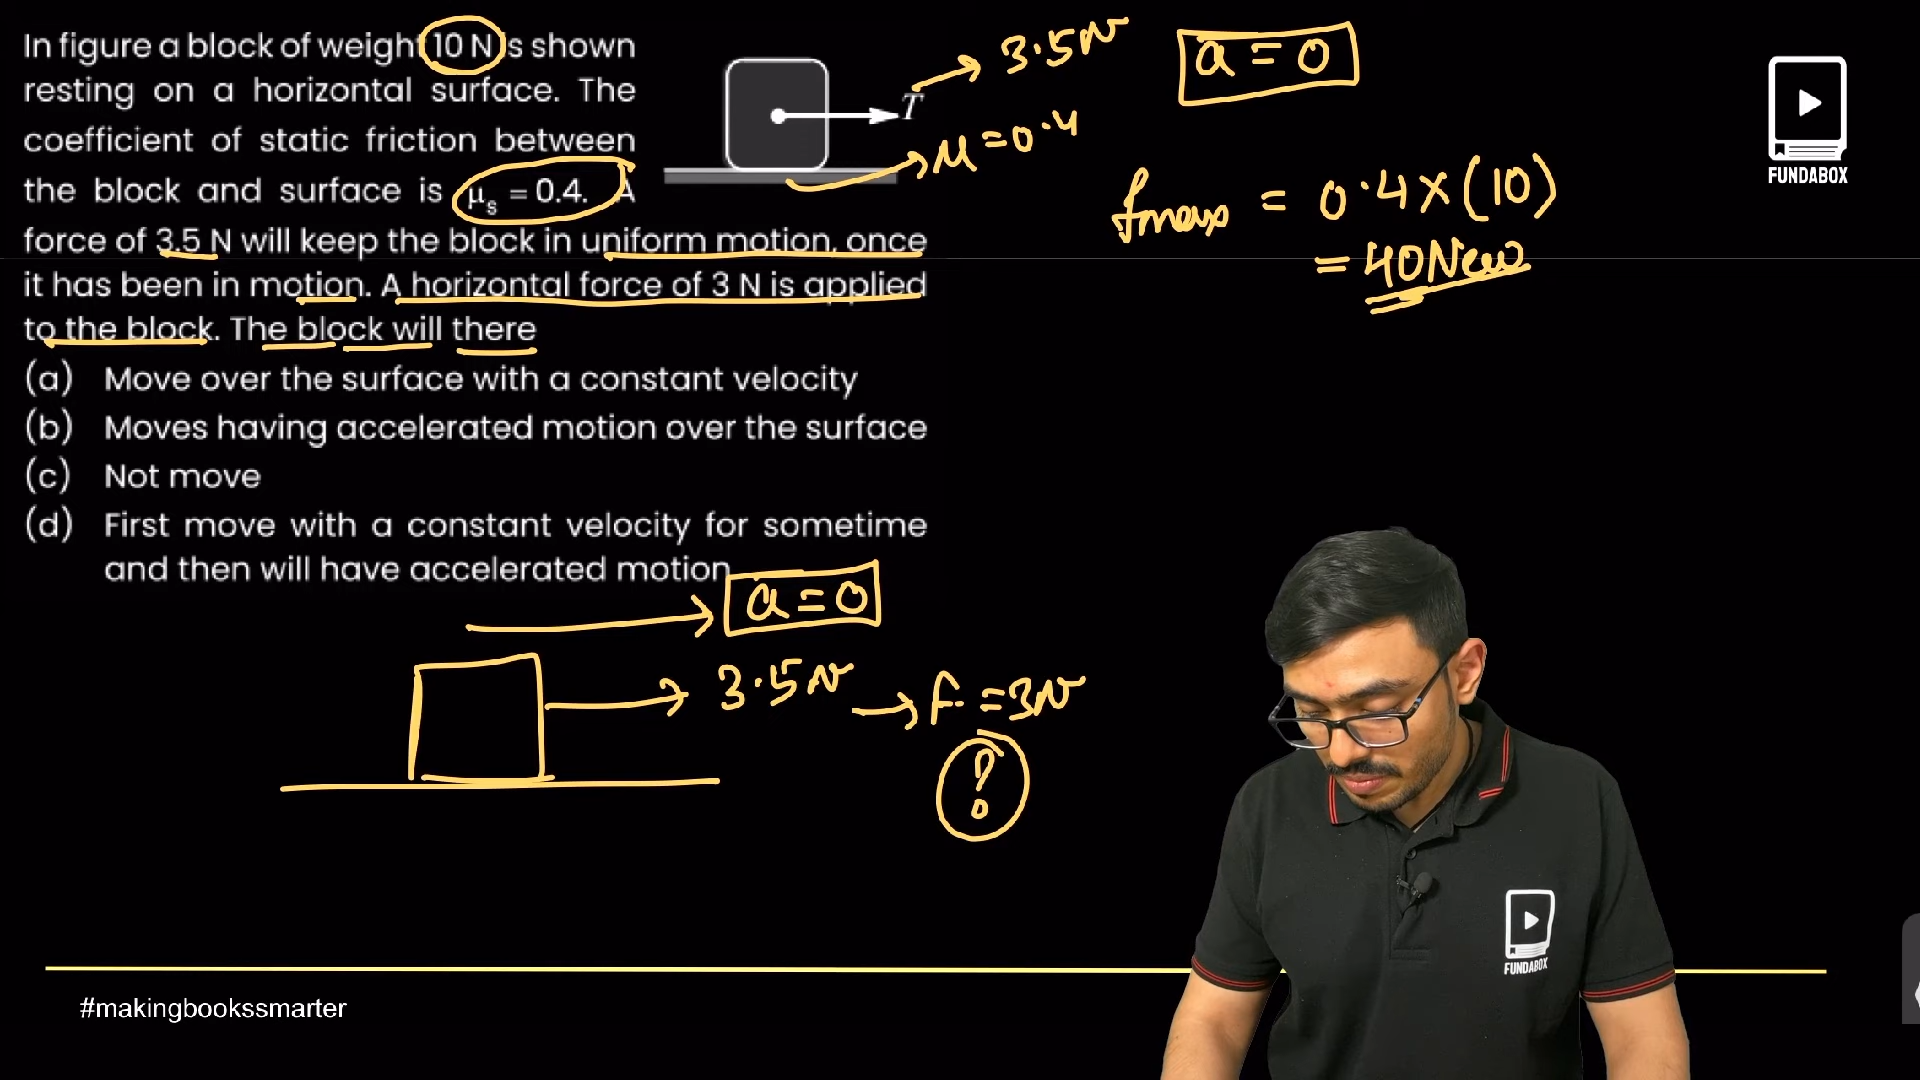 In figure a block of weight 10 N is shown
resting on a horizontal surface. The
coefficient of static friction between
the block and surface is μs = 0.4. A
force of 3.5 N will keep the block in uniform motion, once
it has been in motion. A horizontal force of 3 N is applied
to the block. The block will there
(a) Move over the surface with a constant velocity
(b) Moves having accelerated motion over the surface
(c) Not move
(d) First move with a constant velocity for sometime
and then will have accelerated motion
T
3.5N
μ = 0.4
a = 0
fmax = 0.4 × (10)
= 40 New
FUNDABOX
a = 0
3.5N
f. = 3N
?
FUNDABOX
#makingbookssmarter